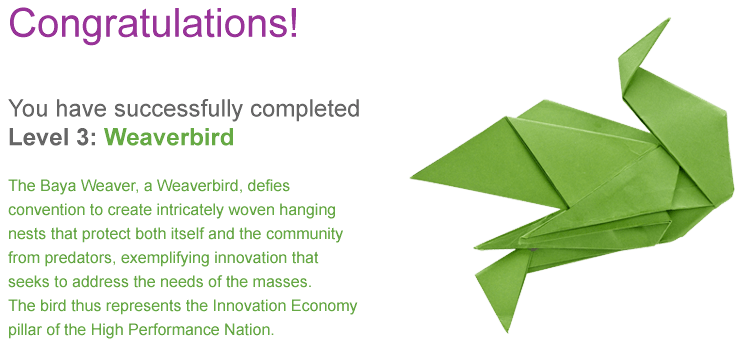 Congratulations!
You have successfully completed
Level 3: Weaverbird
The Baya Weaver, a Weaverbird, defies
convention to create intricately woven hanging
nests that protect both itself and the community
from predators, exemplifying innovation that
seeks to address the needs of the masses.
The bird thus represents the Innovation Economy
pillar of the High Performance Nation.